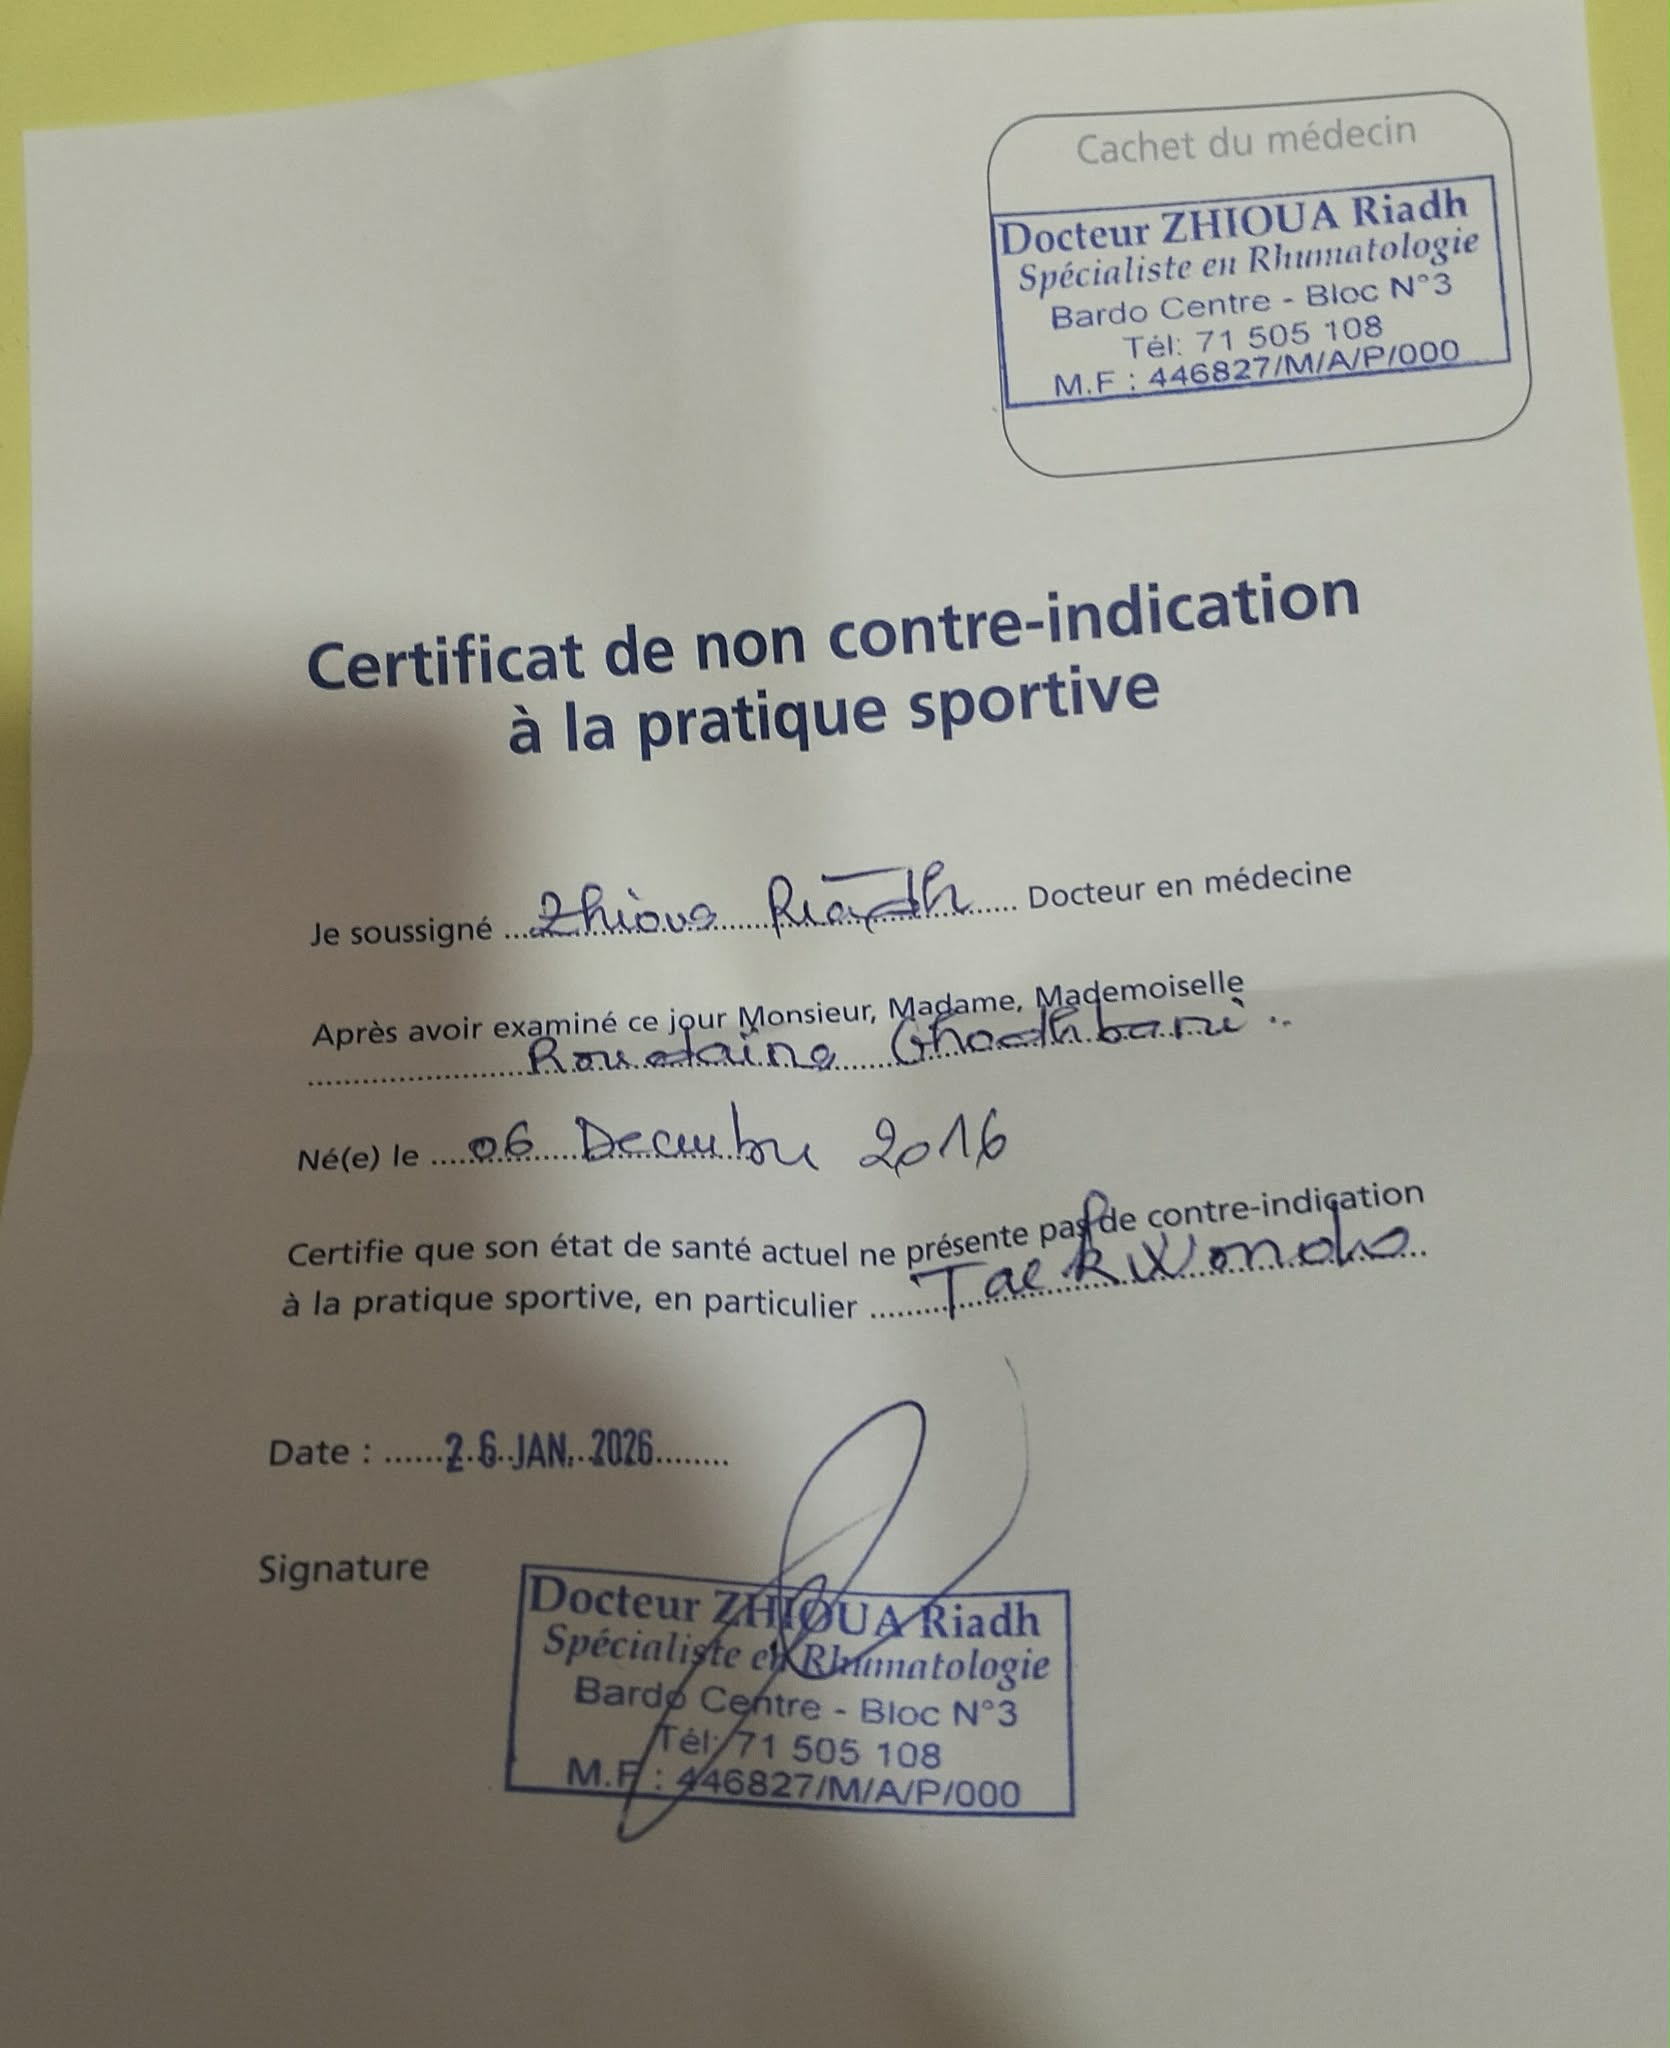 Cachet du médecin
Docteur ZHIOUA Riadh
Spécialiste en Rhumatologie
Bardo Centre - Bloc N°3
Tél: 71 505 108
M.F : 446827/M/A/P/000
Certificat de non contre-indication
à la pratique sportive
Je soussigné Zhioua Riadh Docteur en médecine
Après avoir examiné ce jour Monsieur, Madame, Mademoiselle
Ghodhbani
Né(e) le 06 Decembre 2016
Certifie que son état de santé actuel ne présente pas de contre-indication
à la pratique sportive, en particulier Taekwondo
Date : 26 JAN. 2026
Signature
Docteur ZHIOUA Riadh
Spécialiste en Rhumatologie
Bardo Centre - Bloc N°3
Tél: 71 505 108
M.F : 446827/M/A/P/000